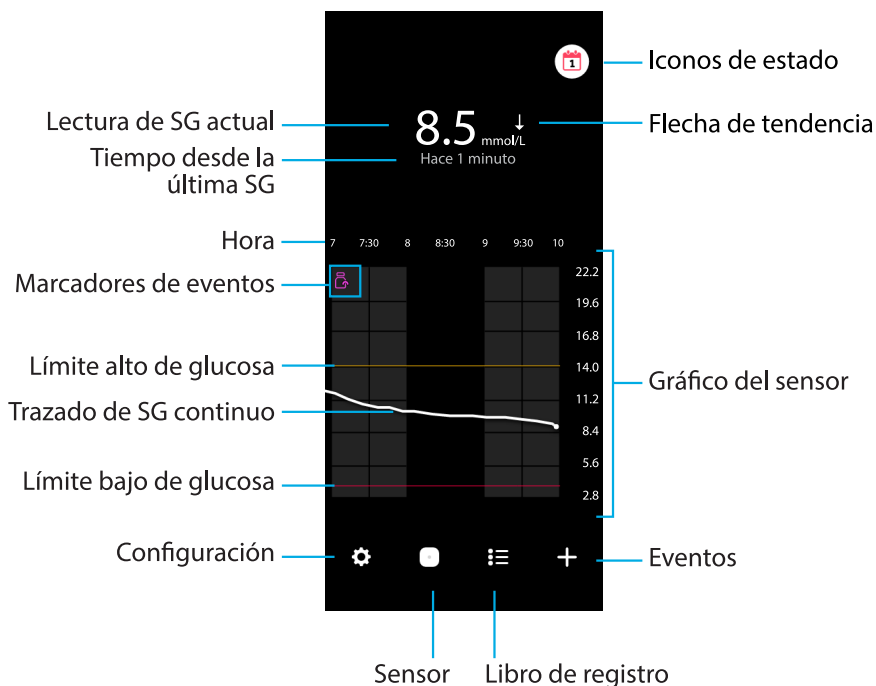 1
Iconos de estado
Lectura de SG actual
8.5 mmol/L ↓
Flecha de tendencia
Tiempo desde la
última SG
Hace 1 minuto
Hora
7 7:30 8 8:30 9 9:30 10
Marcadores de eventos
22.2
19.6
16.8
Límite alto de glucosa
14.0
Gráfico del sensor
Trazado de SG continuo
11.2
8.4
5.6
Límite bajo de glucosa
2.8
Configuración
Eventos
Sensor
Libro de registro